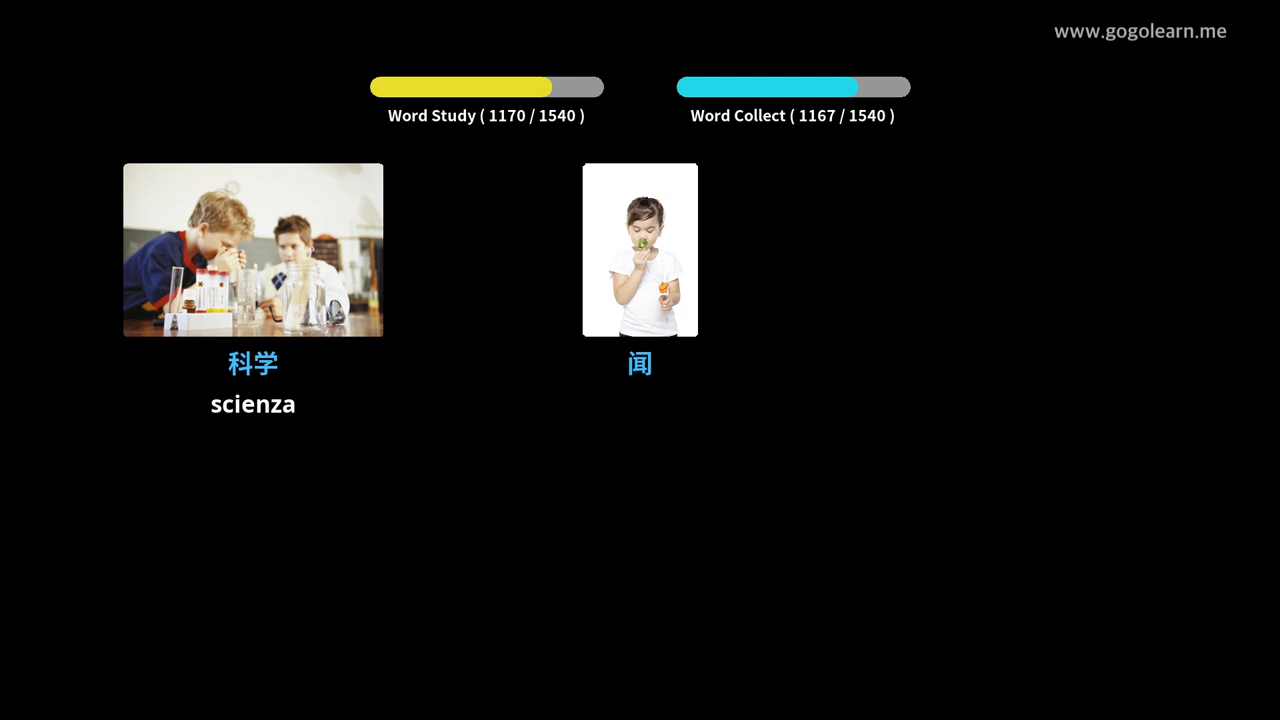 www.gogolearn.me
Word Study ( 1170 / 1540 )
Word Collect ( 1167 / 1540 )
科学
闻
scienza